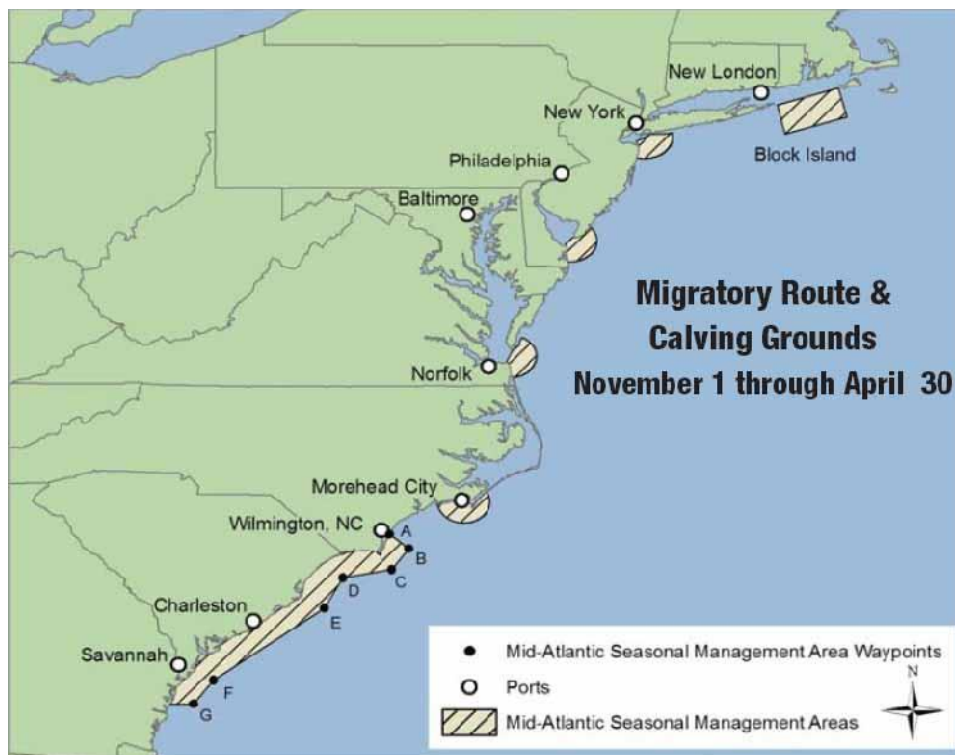 New London
New York
Block Island
Philadelphia
Baltimore
Migratory Route &
Calving Grounds
November 1 through April 30
Norfolk
Morehead City
Wilmington, NC
A
B
C
D
E
Charleston
Savannah
F
G
Mid-Atlantic Seasonal Management Area Waypoints
Ports
Mid-Atlantic Seasonal Management Areas
N